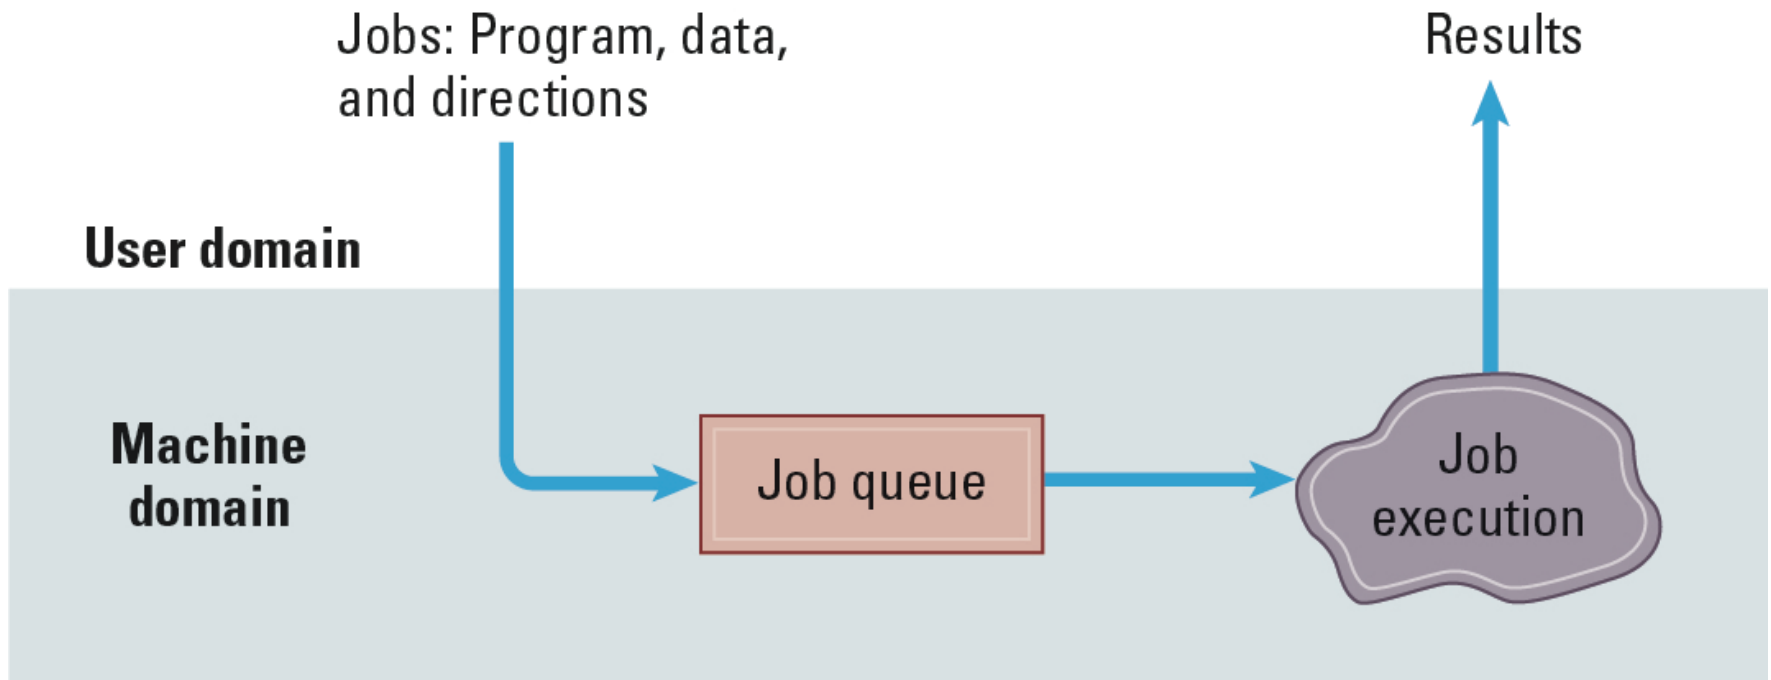 Jobs: Program, data,
and directions
Results
User domain
Machine
domain
Job queue
Job
execution